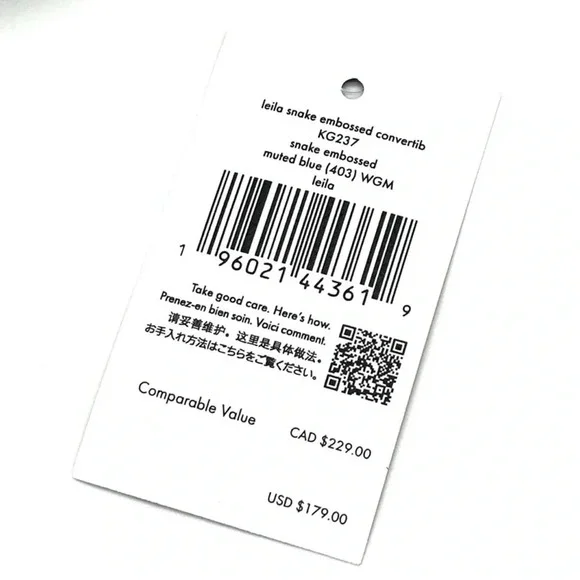 leila snake embossed convertib
KG237
snake embossed
muted blue (403) WGM
leila
1 96021 44361 9
Take good care. Here's how.
Prenez-en bien soin. Voici comment.
请妥善维护。这里是具体做法。
お手入れ方法はこちらをご覧ください。
Comparable Value
CAD $229.00
USD $179.00